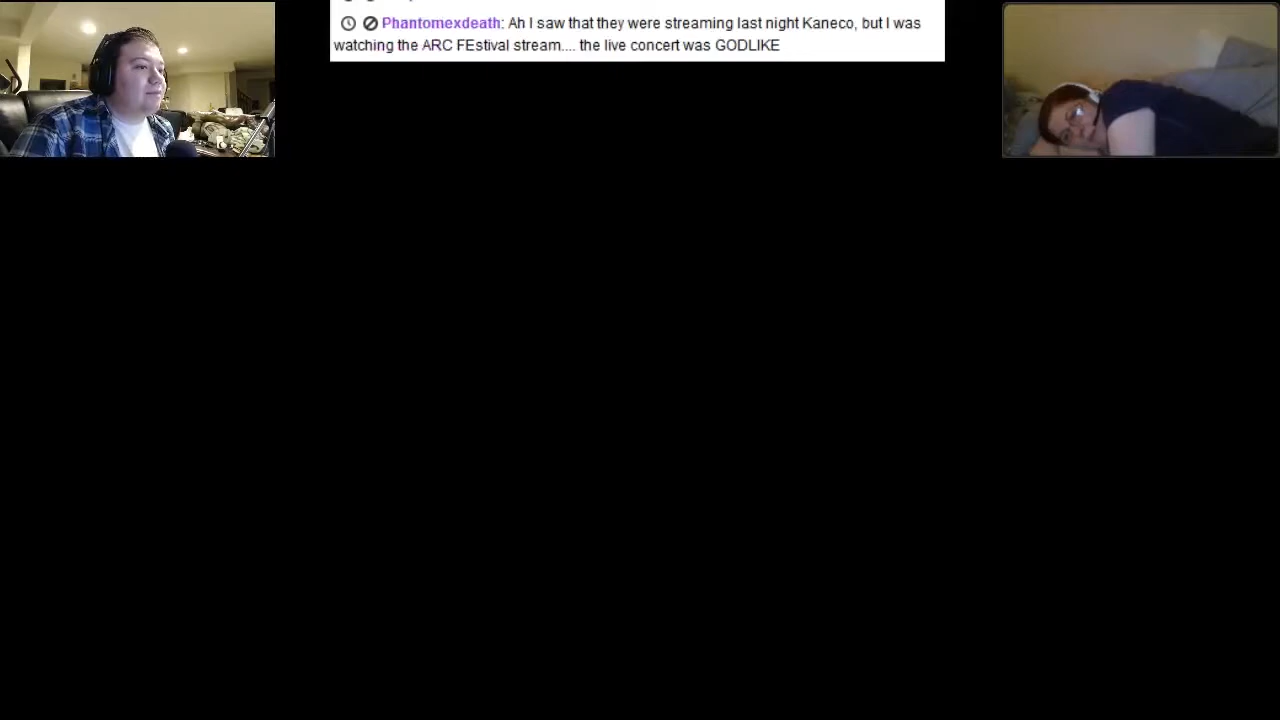 Phantomexdeath: Ah I saw that they were streaming last night Kaneco, but I was
watching the ARC FEstival stream.... the live concert was GODLIKE